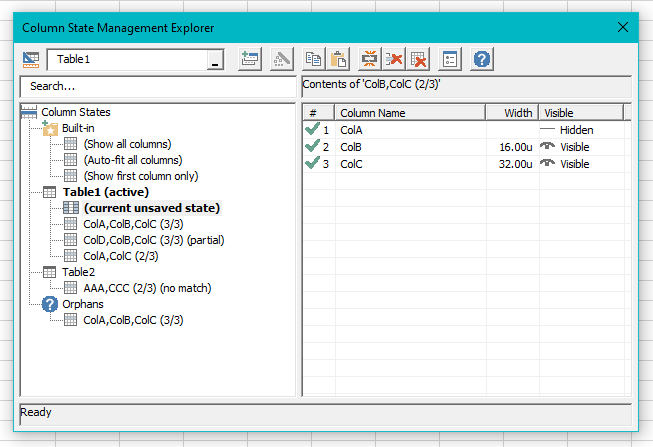 Column State Management Explorer
Table1
Search...
Contents of 'ColB,ColC (2/3)'
Column States
Built-in
(Show all columns)
(Auto-fit all columns)
(Show first column only)
Table1 (active)
(current unsaved state)
ColA,ColB,ColC (3/3)
ColD,ColB,ColC (3/3) (partial)
ColA,ColC (2/3)
Table2
AAA,CCC (2/3) (no match)
Orphans
ColA,ColB,ColC (3/3)
# Column Name Width Visible
1 ColA Hidden
2 ColB 16.00u Visible
3 ColC 32.00u Visible
Ready